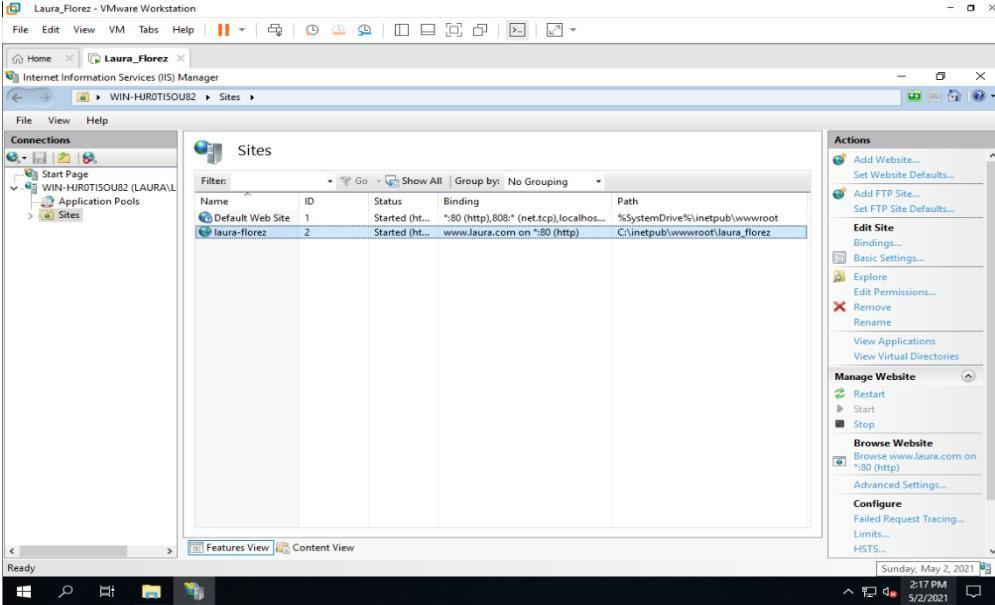 Laura_Florez - VMware Workstation
File Edit View VM Tabs Help
Home Laura_Florez
Internet Information Services (IIS) Manager
WIN-HJR0TI5OU82 Sites
File View Help
Connections
Start Page
WIN-HJR0TI5OU82 (LAURA\L
Application Pools
Sites
Sites
Filter: Go Show All Group by: No Grouping
Name ID Status Binding Path
Default Web Site 1 Started (ht... *:80 (http),808:* (net.tcp),localhos... %SystemDrive%\inetpub\wwwroot
laura-florez 2 Started (ht... www.laura.com on *:80 (http) C:\inetpub\wwwroot\laura_florez
Features View Content View
Actions
Add Website...
Set Website Defaults...
Add FTP Site...
Set FTP Site Defaults...
Edit Site
Bindings...
Basic Settings...
Explore
Edit Permissions...
Remove
Rename
View Applications
View Virtual Directories
Manage Website
Restart
Start
Stop
Browse Website
Browse www.laura.com on
*:80 (http)
Advanced Settings...
Configure
Failed Request Tracing...
Limits...
HSTS...
Ready
Sunday, May 2, 2021
2:17 PM
5/2/2021